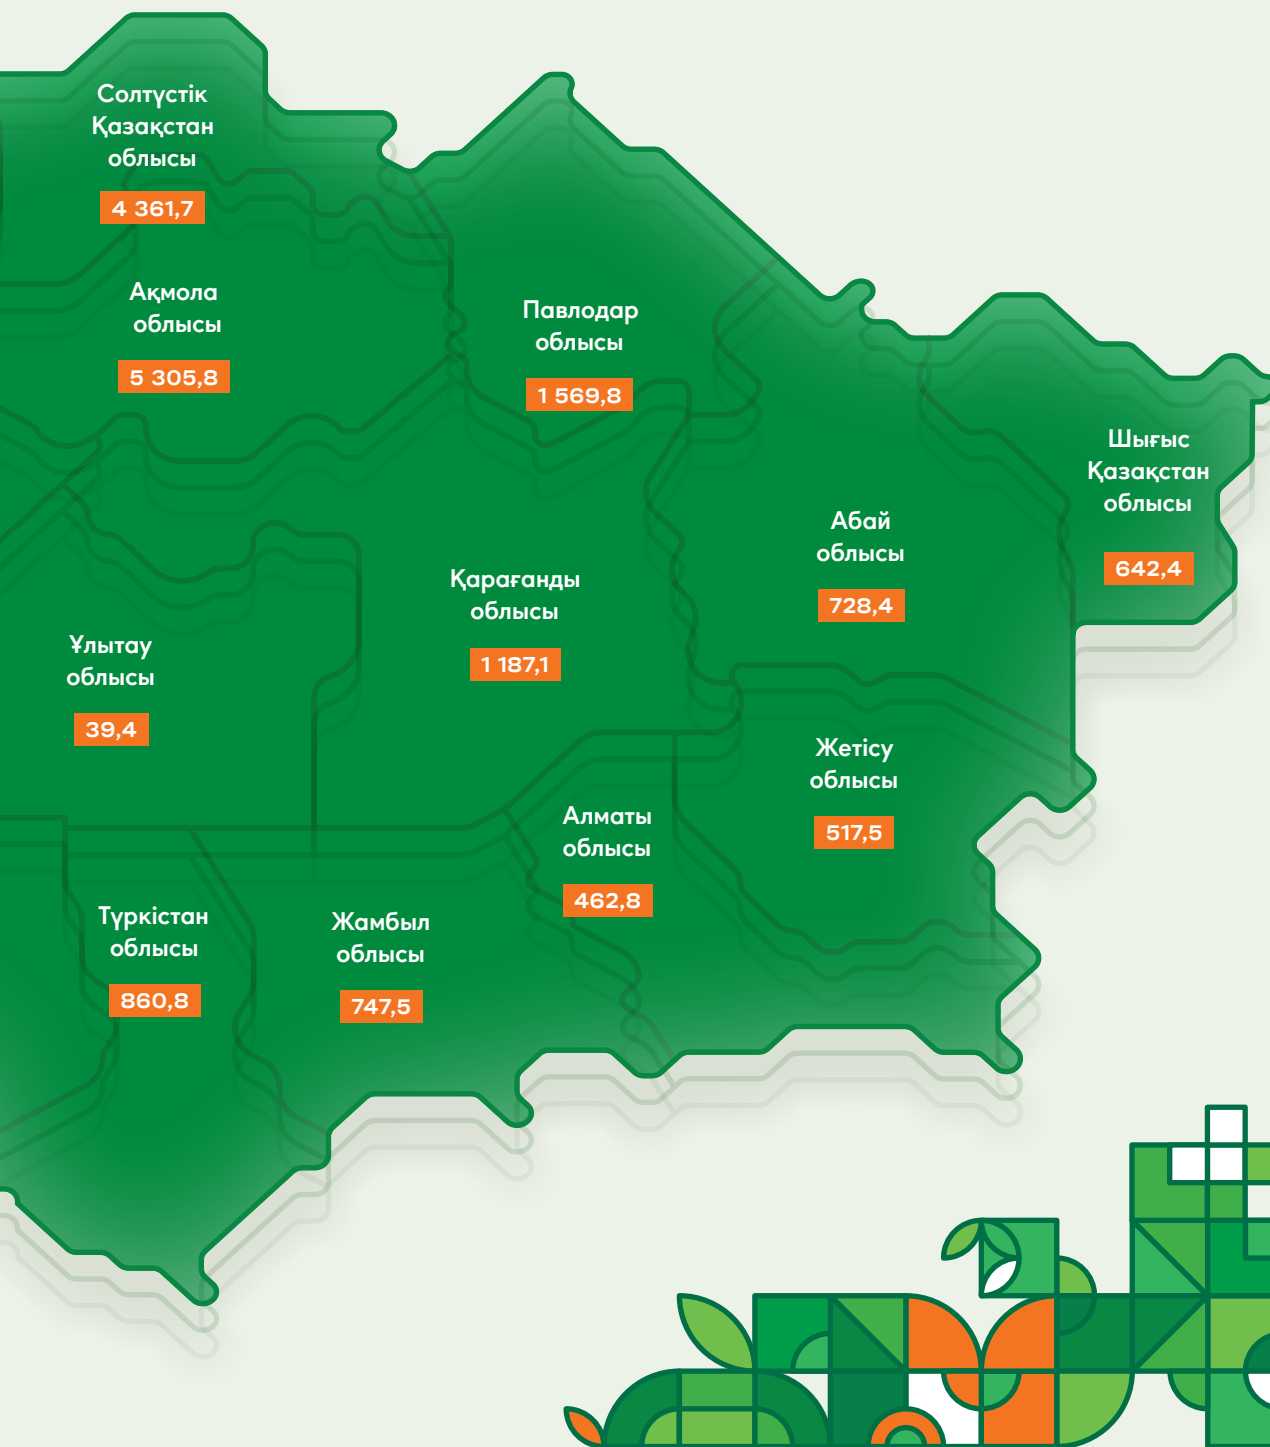 Солтүстік
Қазақстан
облысы
4 361,7
Ақмола
облысы
5 305,8
Павлодар
облысы
1 569,8
Шығыс
Қазақстан
облысы
642,4
Абай
облысы
728,4
Қарағанды
облысы
1 187,1
Ұлытау
облысы
39,4
Жетісу
облысы
517,5
Алматы
облысы
462,8
Түркістан
облысы
860,8
Жамбыл
облысы
747,5